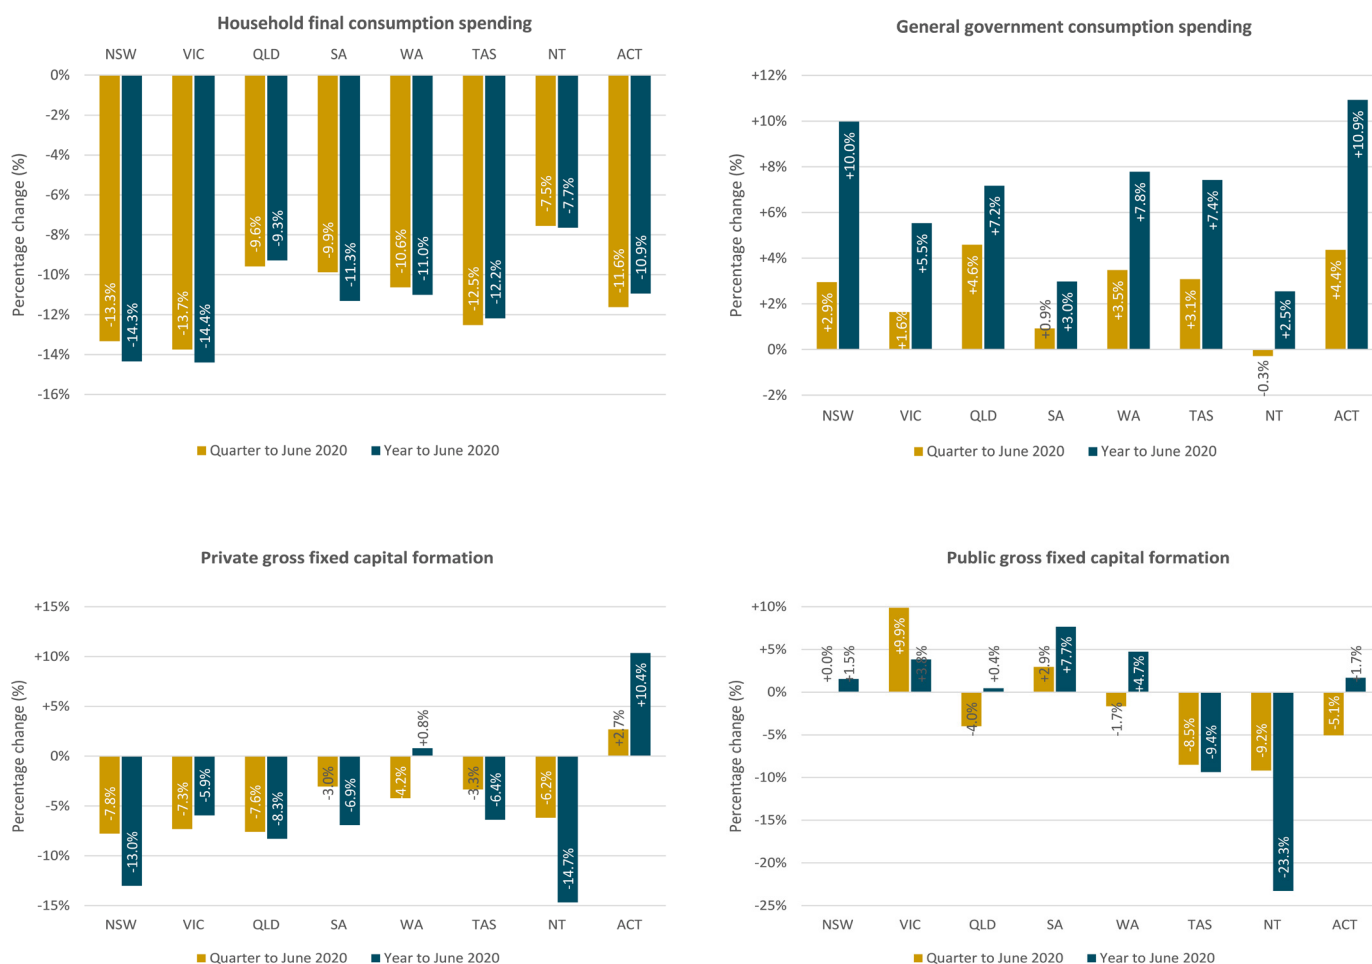 Household final consumption spending
NSW VIC QLD SA WA TAS NT ACT
0%
-2%
-4%
-6%
-8%
-10%
-12%
-14%
-16%
Percentage change (%)
-13.3% -14.3% -13.7% -14.4% -9.6% -9.3% -9.9% -11.3% -10.6% -11.0% -12.5% -12.2% -7.5% -7.7% -11.6% -10.9%
Quarter to June 2020 Year to June 2020
General government consumption spending
+12%
+10%
+8%
+6%
+4%
+2%
0%
-2%
Percentage change (%)
+2.9% +10.0% +1.6% +5.5% +4.6% +7.2% +0.9% +3.0% +3.5% +7.8% +3.1% +7.4% -0.3% +2.5% +4.4% +10.9%
NSW VIC QLD SA WA TAS NT ACT
Quarter to June 2020 Year to June 2020
Private gross fixed capital formation
+15%
+10%
+5%
0%
-5%
-10%
-15%
Percentage change (%)
-7.8% -13.0% -7.3% -5.9% -7.6% -8.3% -3.0% -6.9% -4.2% +0.8% -3.3% -6.4% -6.2% -14.7% +2.7% +10.4%
NSW VIC QLD SA WA TAS NT ACT
Quarter to June 2020 Year to June 2020
Public gross fixed capital formation
+10%
+5%
0%
-5%
-10%
-15%
-20%
-25%
Percentage change (%)
+0.0% +1.5% +9.9% +3.8% -4.0% +0.4% +2.9% +7.7% -1.7% +4.7% -8.5% -9.4% -9.2% -23.3% -5.1% +1.7%
NSW VIC QLD SA WA TAS NT ACT
Quarter to June 2020 Year to June 2020